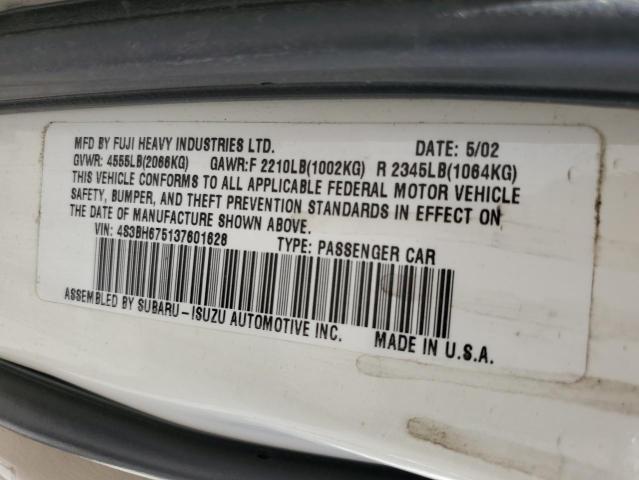 MFD BY FUJI HEAVY INDUSTRIES LTD. DATE: 5/02
GVWR: 4555LB(2066KG) GAWR:F 2210LB(1002KG) R 2345LB(1064KG)
THIS VEHICLE CONFORMS TO ALL APPLICABLE FEDERAL MOTOR VEHICLE
SAFETY, BUMPER, AND THEFT PREVENTION STANDARDS IN EFFECT ON
THE DATE OF MANUFACTURE SHOWN ABOVE.
VIN: 4S3BH675137601628 TYPE: PASSENGER CAR
ASSEMBLED BY SUBARU-ISUZU AUTOMOTIVE INC. MADE IN U.S.A.